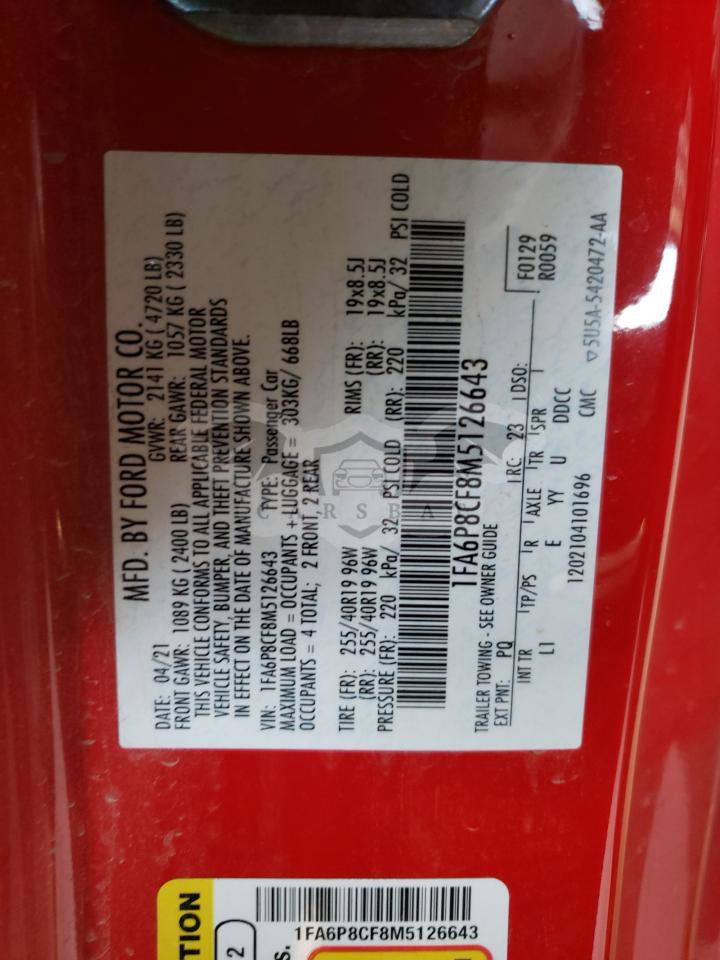 MFD. BY FORD MOTOR CO.
DATE: 04/21 GVWR: 2141 KG ( 4720 LB)
FRONT GAWR: 1089 KG ( 2400 LB) REAR GAWR: 1057 KG ( 2330 LB)
THIS VEHICLE CONFORMS TO ALL APPLICABLE FEDERAL MOTOR
VEHICLE SAFETY, BUMPER, AND THEFT PREVENTION STANDARDS
IN EFFECT ON THE DATE OF MANUFACTURE SHOWN ABOVE.
VIN: 1FA6P8CF8M5126643 TYPE: Passenger Car
MAXIMUM LOAD = OCCUPANTS + LUGGAGE = 303KG/ 668LB
OCCUPANTS = 4 TOTAL; 2 FRONT 2 REAR
TIRE (FR): 255/40R19 96W RIMS (FR): 19x8.5J
(RR): 255/40R19 96W (RR): 19x8.5J
PRESSURE (FR): 220 kPa/ 32 PSI COLD (RR): 220 kPa/ 32 PSI COLD
1FA6P8CF8M5126643
TRAILER TOWING - SEE OWNER GUIDE
EXT PNT: PQ RC: 23 DSO: F0129
R0059
INT TR TP/PS R AXLE TR SPR
LI E YY U DDCC
1202104101696 CMC 5U5A-5420472-AA
CARSBA
TION
2
S.
1FA6P8CF8M5126643